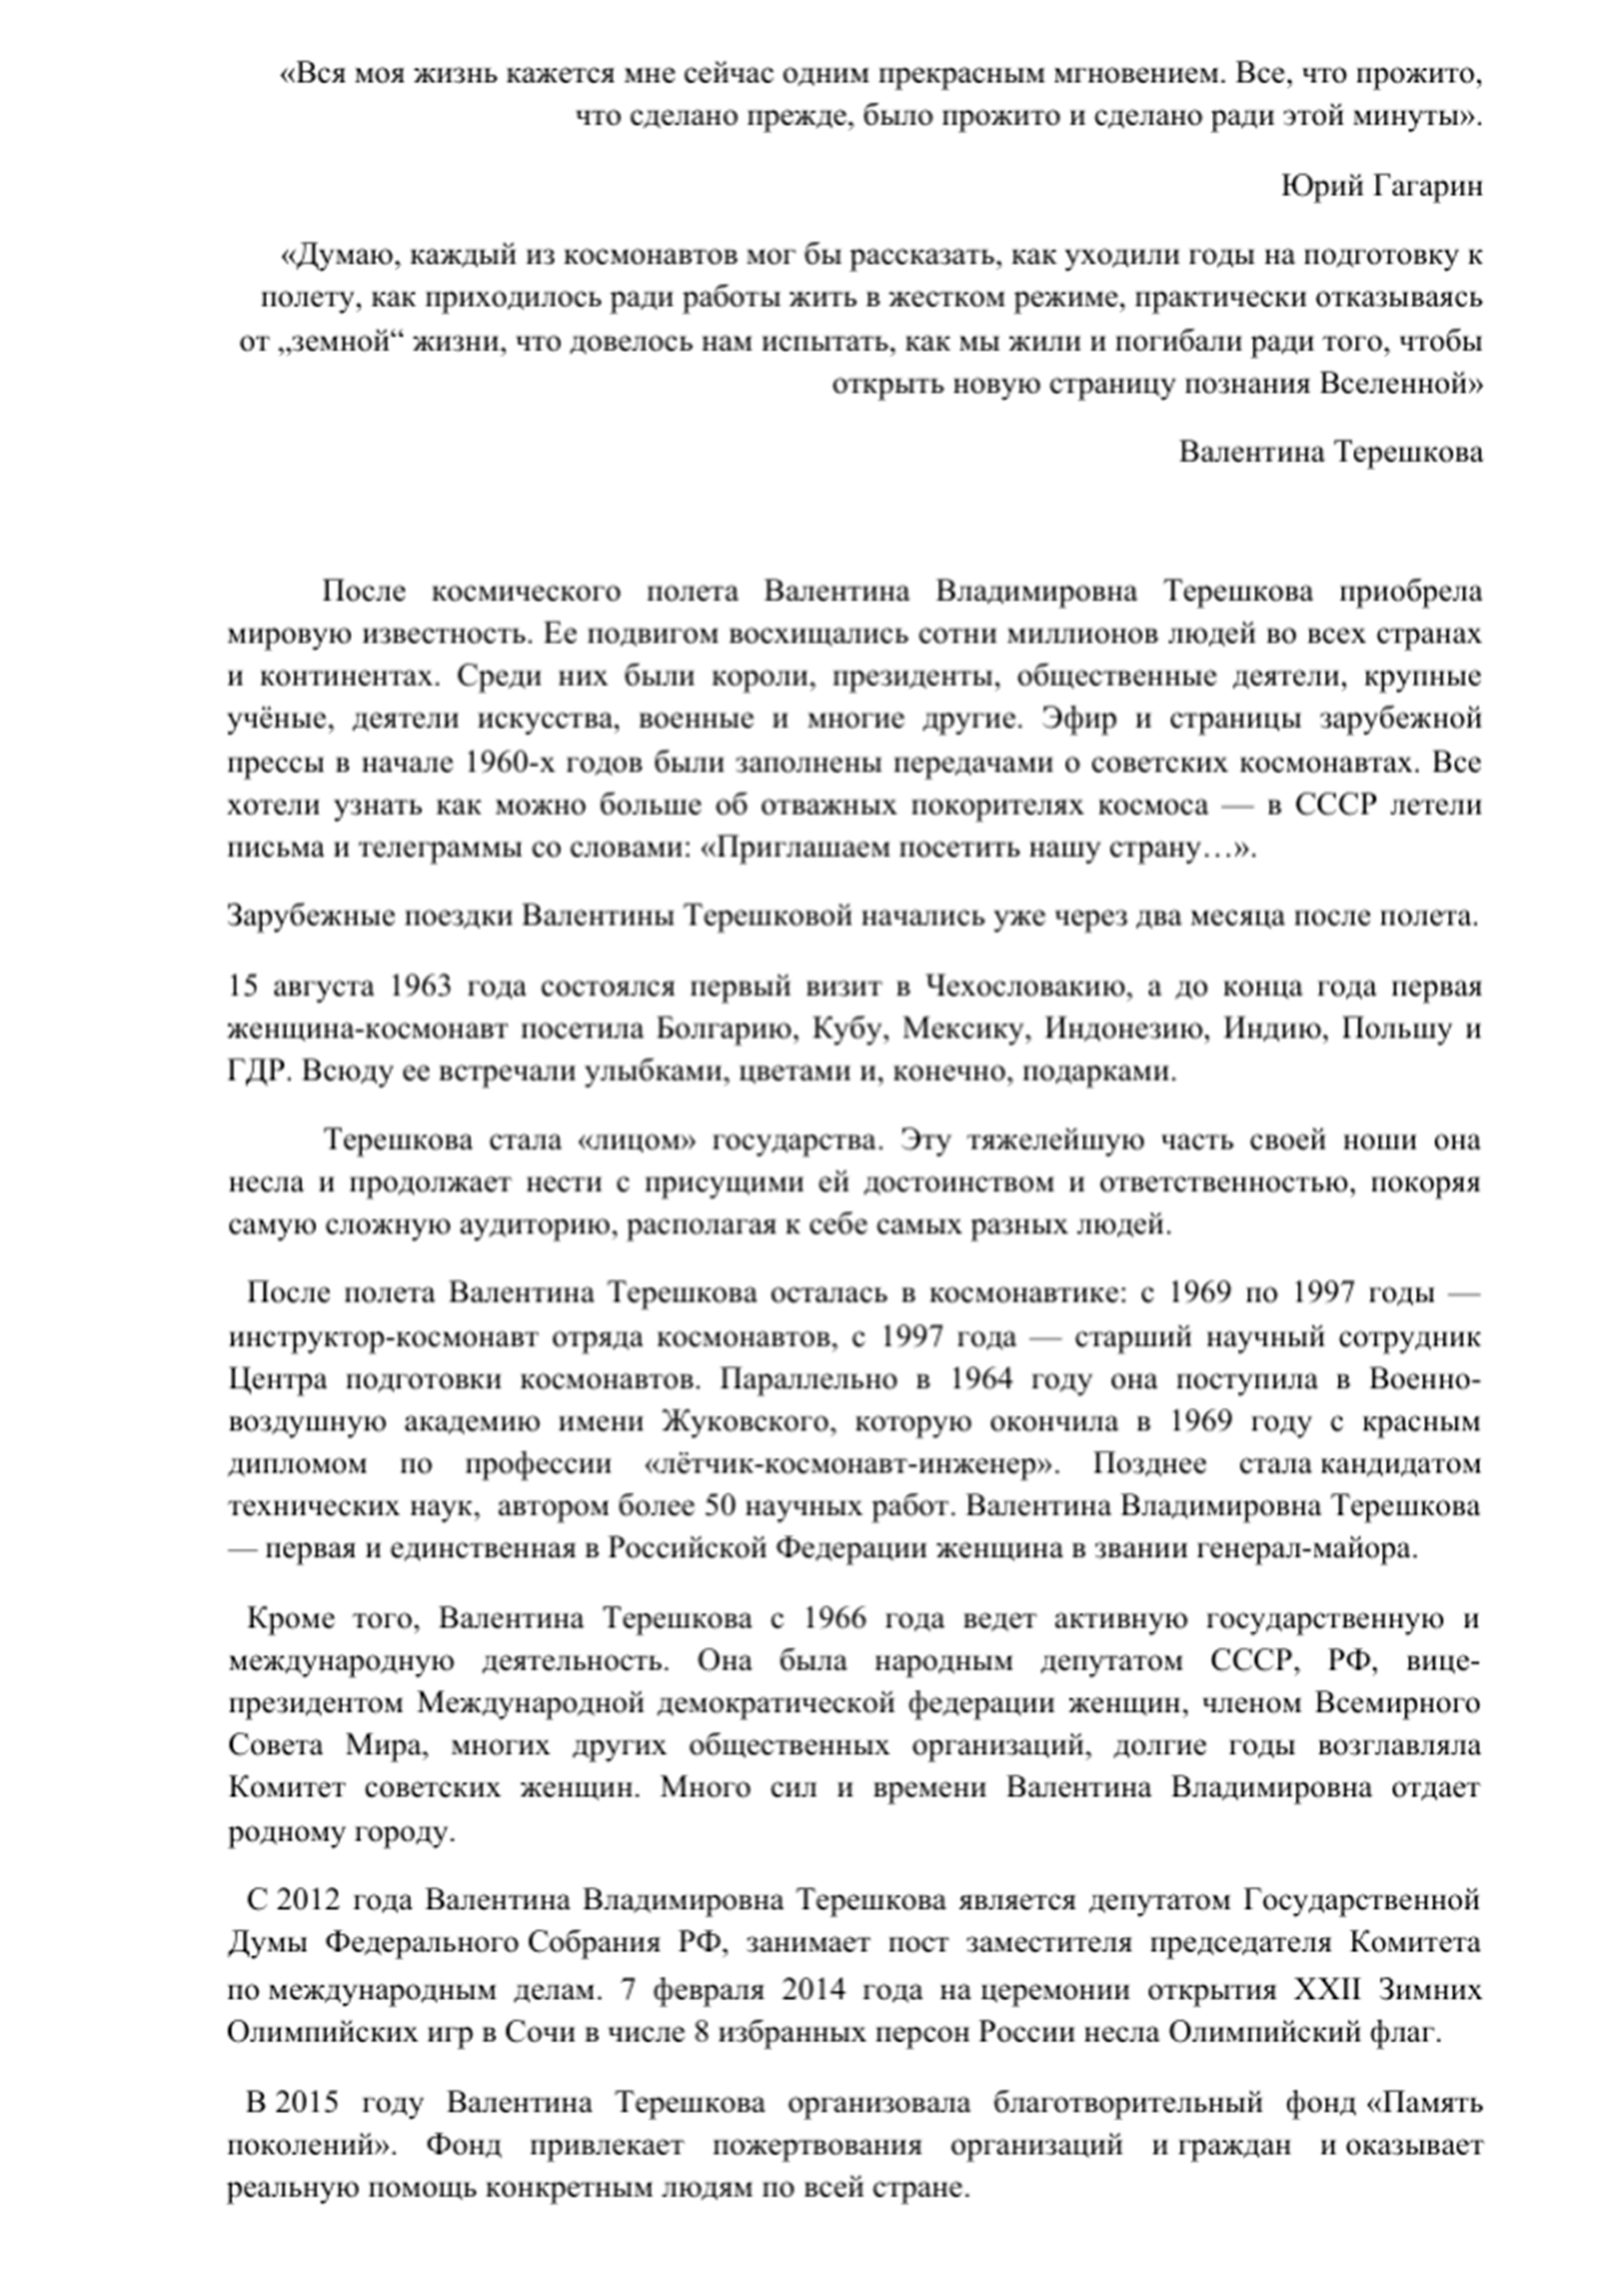 «Вся моя жизнь кажется мне сейчас одним прекрасным мгновением. Все, что прожито,
что сделано прежде, было прожито и сделано ради этой минуты».
Юрий Гагарин
«Думаю, каждый из космонавтов мог бы рассказать, как уходили годы на подготовку к
полету, как приходилось ради работы жить в жестком режиме, практически отказываясь
от „земной“ жизни, что довелось нам испытать, как мы жили и погибали ради того, чтобы
открыть новую страницу познания Вселенной»
Валентина Терешкова
После космического полета Валентина Владимировна Терешкова приобрела
мировую известность. Ее подвигом восхищались сотни миллионов людей во всех странах
и континентах. Среди них были короли, президенты, общественные деятели, крупные
учёные, деятели искусства, военные и многие другие. Эфир и страницы зарубежной
прессы в начале 1960-х годов были заполнены передачами о советских космонавтах. Все
хотели узнать как можно больше об отважных покорителях космоса — в СССР летели
письма и телеграммы со словами: «Приглашаем посетить нашу страну…».
Зарубежные поездки Валентины Терешковой начались уже через два месяца после полета.
15 августа 1963 года состоялся первый визит в Чехословакию, а до конца года первая
женщина-космонавт посетила Болгарию, Кубу, Мексику, Индонезию, Индию, Польшу и
ГДР. Всюду ее встречали улыбками, цветами и, конечно, подарками.
Терешкова стала «лицом» государства. Эту тяжелейшую часть своей ноши она
несла и продолжает нести с присущими ей достоинством и ответственностью, покоряя
самую сложную аудиторию, располагая к себе самых разных людей.
После полета Валентина Терешкова осталась в космонавтике: с 1969 по 1997 годы —
инструктор-космонавт отряда космонавтов, с 1997 года — старший научный сотрудник
Центра подготовки космонавтов. Параллельно в 1964 году она поступила в Военно-
воздушную академию имени Жуковского, которую окончила в 1969 году с красным
дипломом по профессии «лётчик-космонавт-инженер». Позднее стала кандидатом
технических наук, автором более 50 научных работ. Валентина Владимировна Терешкова
— первая и единственная в Российской Федерации женщина в звании генерал-майора.
Кроме того, Валентина Терешкова с 1966 года ведет активную государственную и
международную деятельность. Она была народным депутатом СССР, РФ, вице-
президентом Международной демократической федерации женщин, членом Всемирного
Совета Мира, многих других общественных организаций, долгие годы возглавляла
Комитет советских женщин. Много сил и времени Валентина Владимировна отдает
родному городу.
С 2012 года Валентина Владимировна Терешкова является депутатом Государственной
Думы Федерального Собрания РФ, занимает пост заместителя председателя Комитета
по международным делам. 7 февраля 2014 года на церемонии открытия XXII Зимних
Олимпийских игр в Сочи в числе 8 избранных персон России несла Олимпийский флаг.
В 2015 году Валентина Терешкова организовала благотворительный фонд «Память
поколений». Фонд привлекает пожертвования организаций и граждан и оказывает
реальную помощь конкретным людям по всей стране.